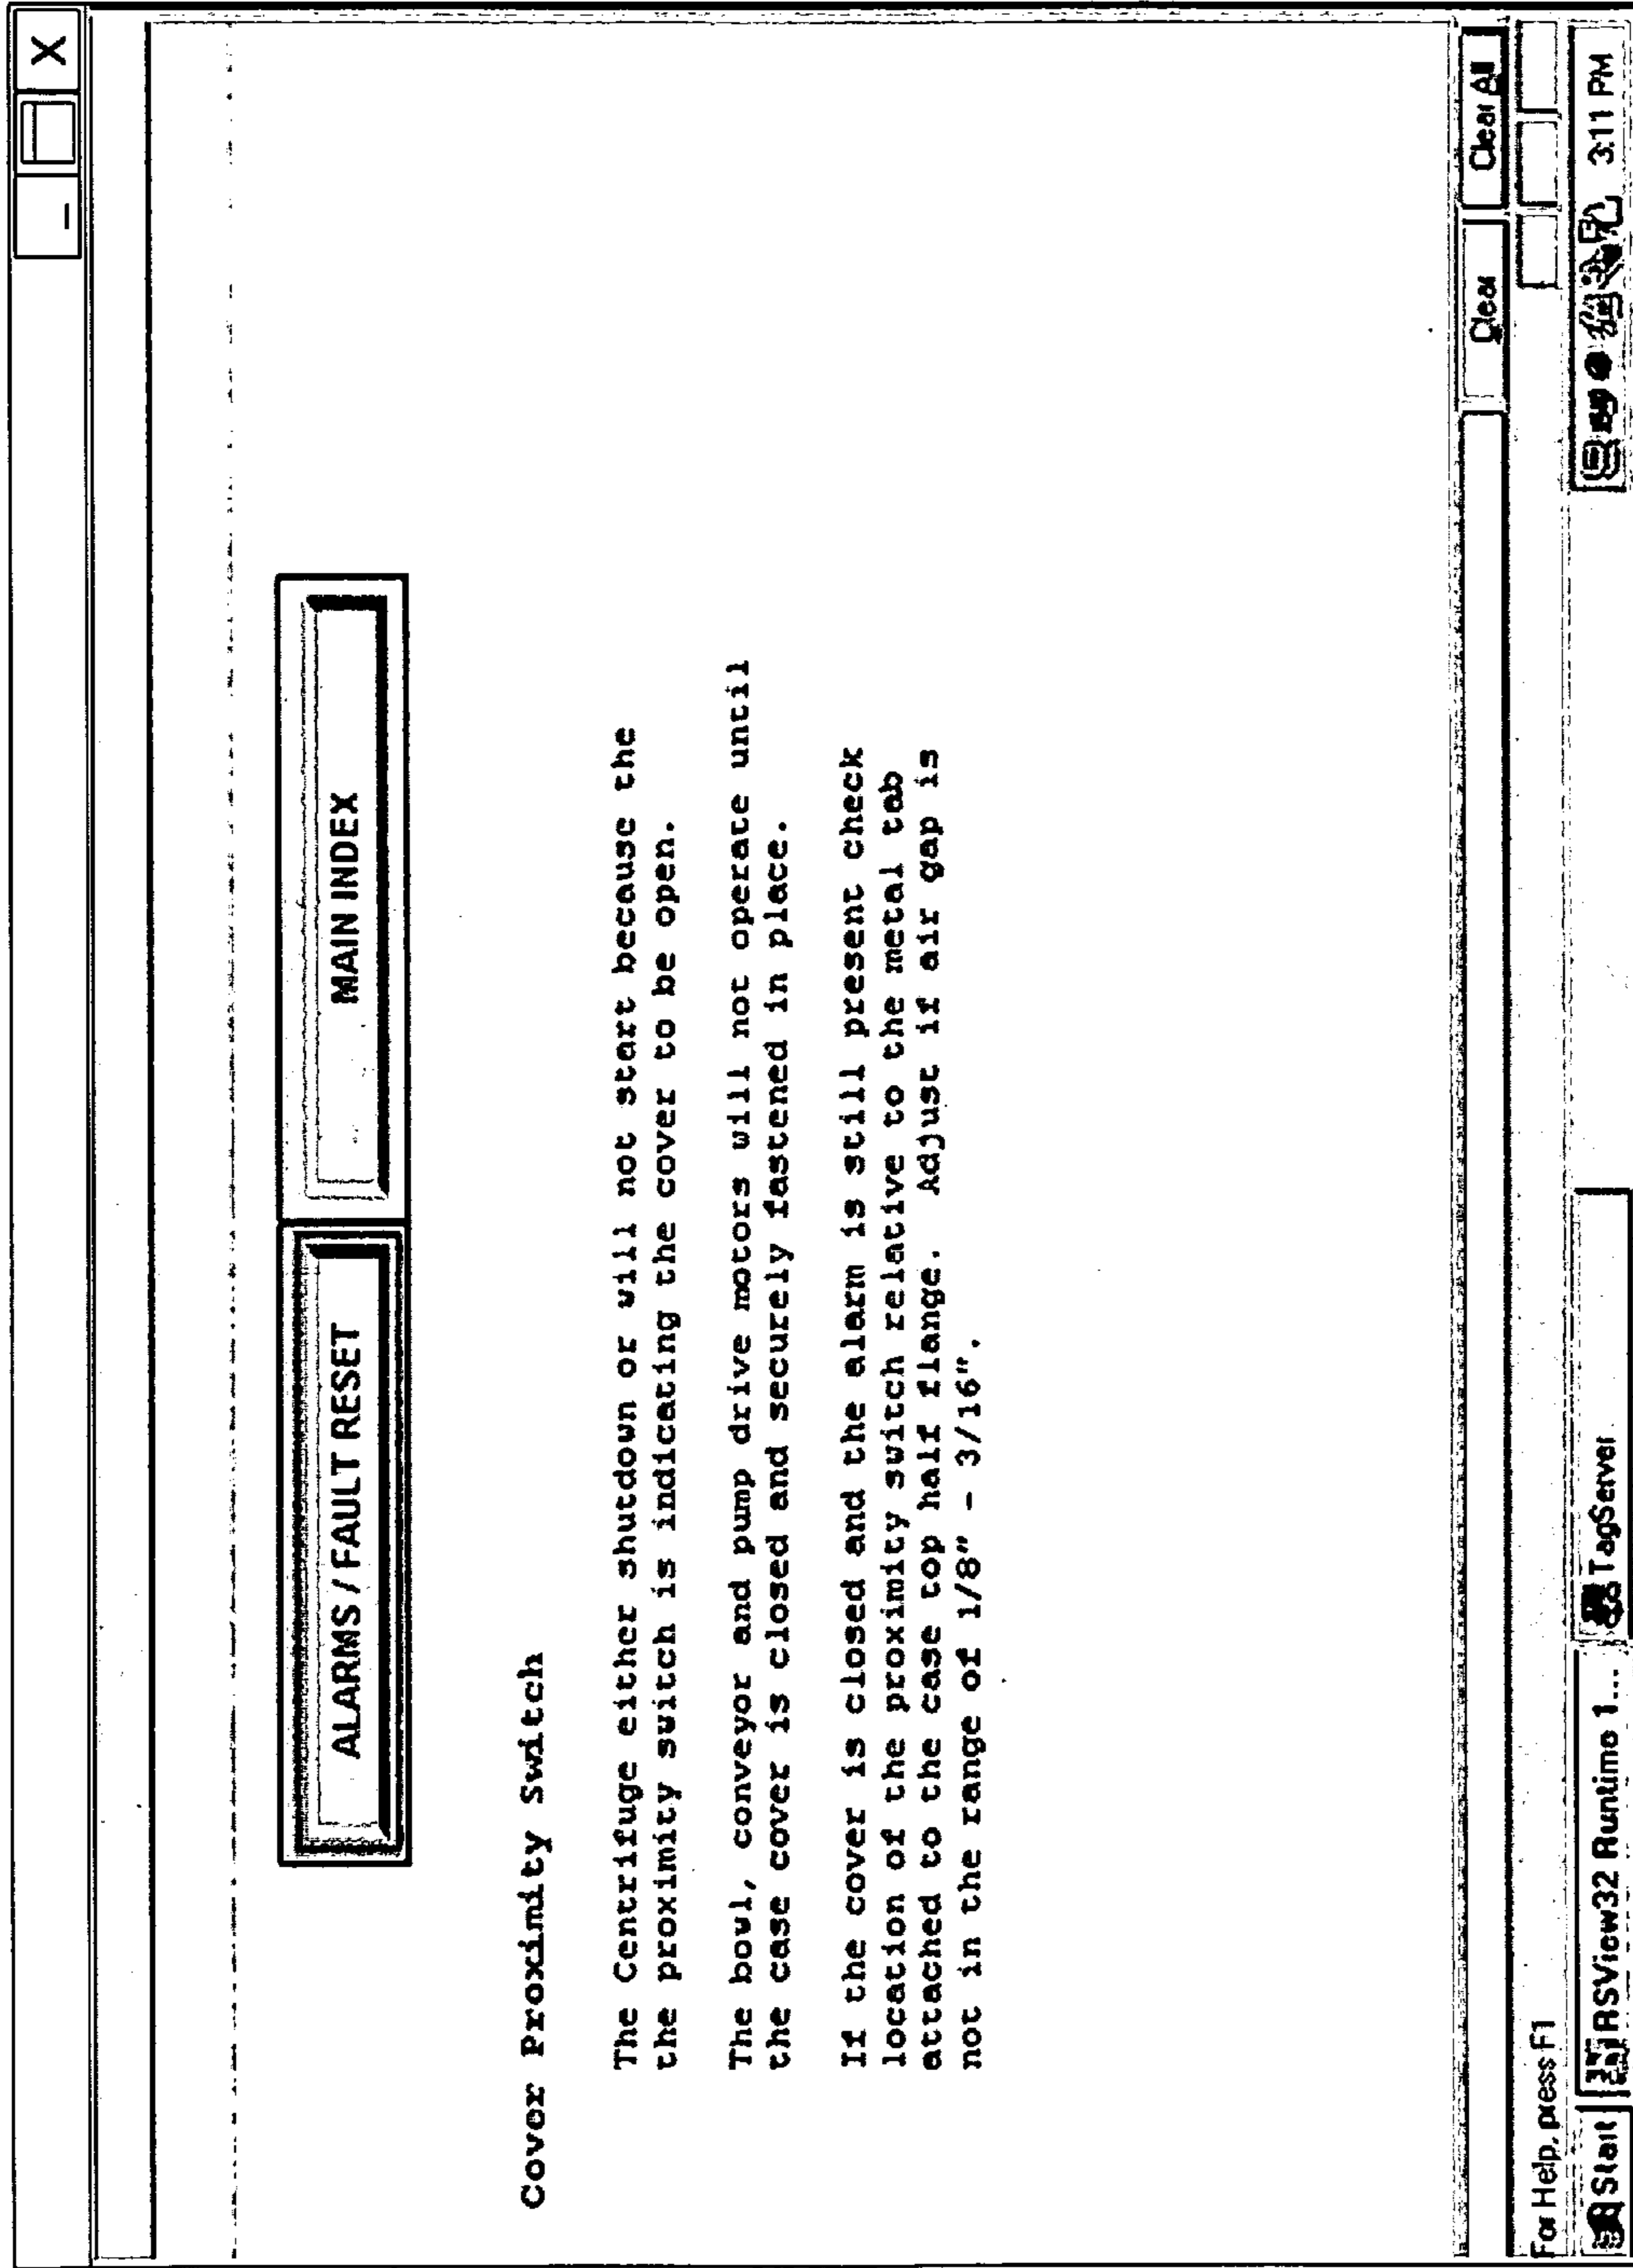 ALARMS / FAULT RESET
MAIN INDEX
Cover Proximity Switch
The Centrifuge either shutdown or will not start because the
the proximity switch is indicating the cover to be open.
The bowl, conveyor and pump drive motors will not operate until
the case cover is closed and securely fastened in place.
If the cover is closed and the alarm is still present check
location of the proximity switch relative to the metal tab
attached to the case top half flange.  Adjust if air gap is
not in the range of 1/8" - 3/16".
Clear
Clear All
For Help, press F1
Start
RSView32 Runtime 1...
TagServer
3:11 PM